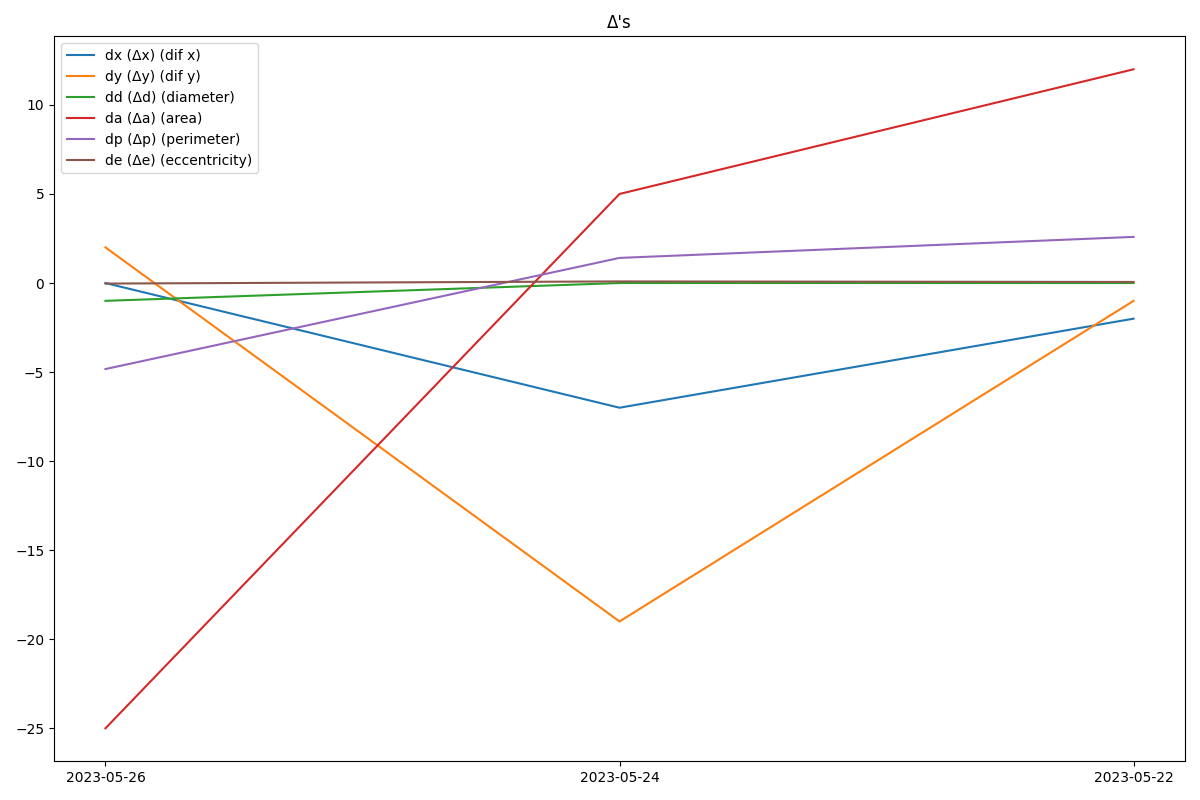 Δ's
dx (Δx) (dif x)
dy (Δy) (dif y)
dd (Δd) (diameter)
da (Δa) (area)
dp (Δp) (perimeter)
de (Δe) (eccentricity)
10
5
0
−5
−10
−15
−20
−25
2023-05-26 2023-05-24 2023-05-22